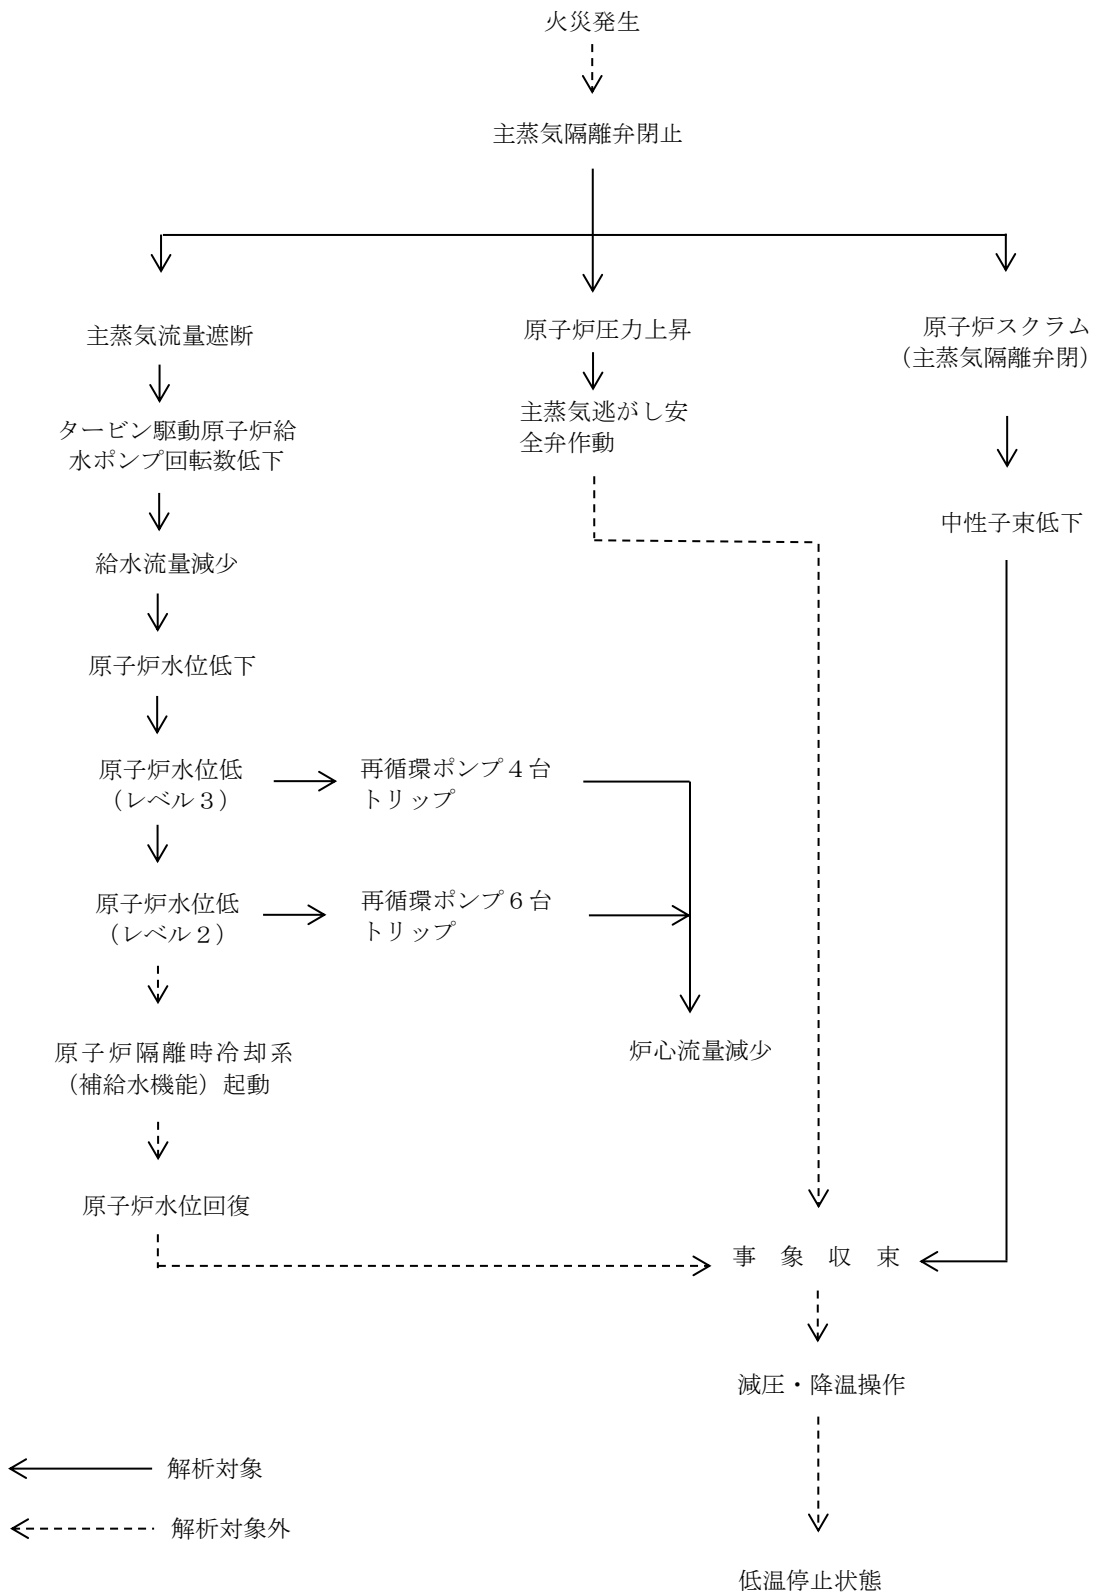 火災発生
主蒸気隔離弁閉止
主蒸気流量遮断
原子炉圧力上昇
原子炉スクラム
（主蒸気隔離弁閉）
タービン駆動原子炉給
水ポンプ回転数低下
主蒸気逃がし安
全弁作動
中性子束低下
給水流量減少
原子炉水位低下
原子炉水位低
（レベル３）
再循環ポンプ４台
トリップ
原子炉水位低
（レベル２）
再循環ポンプ６台
トリップ
原子炉隔離時冷却系
（補給水機能）起動
炉心流量減少
原子炉水位回復
事　象　収　束
減圧・降温操作
解析対象
解析対象外
低温停止状態